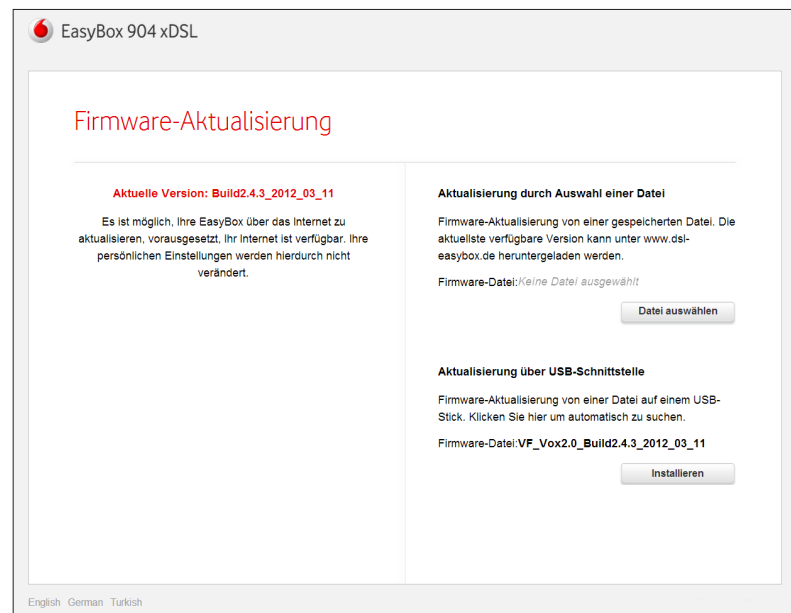 EasyBox 904 xDSL
Firmware-Aktualisierung
Aktuelle Version: Build2.4.3_2012_03_11
Es ist möglich, Ihre EasyBox über das Internet zu
aktualisieren, vorausgesetzt, Ihr Internet ist verfügbar. Ihre
persönlichen Einstellungen werden hierdurch nicht
verändert.
Aktualisierung durch Auswahl einer Datei
Firmware-Aktualisierung von einer gespeicherten Datei. Die
aktuellste verfügbare Version kann unter www.dsl-
easybox.de heruntergeladen werden.
Firmware-Datei:Keine Datei ausgewählt
Datei auswählen
Aktualisierung über USB-Schnittstelle
Firmware-Aktualisierung von einer Datei auf einem USB-
Stick. Klicken Sie hier um automatisch zu suchen.
Firmware-Datei:VF_Vox2.0_Build2.4.3_2012_03_11
Installieren
English German Turkish